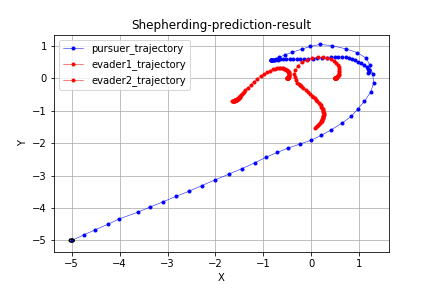 Shepherding-prediction-result
pursuer_trajectory
evader1_trajectory
evader2_trajectory
1
0
−1
−2
−3
−4
−5
Y
−5
−4
−3
−2
−1
0
1
X